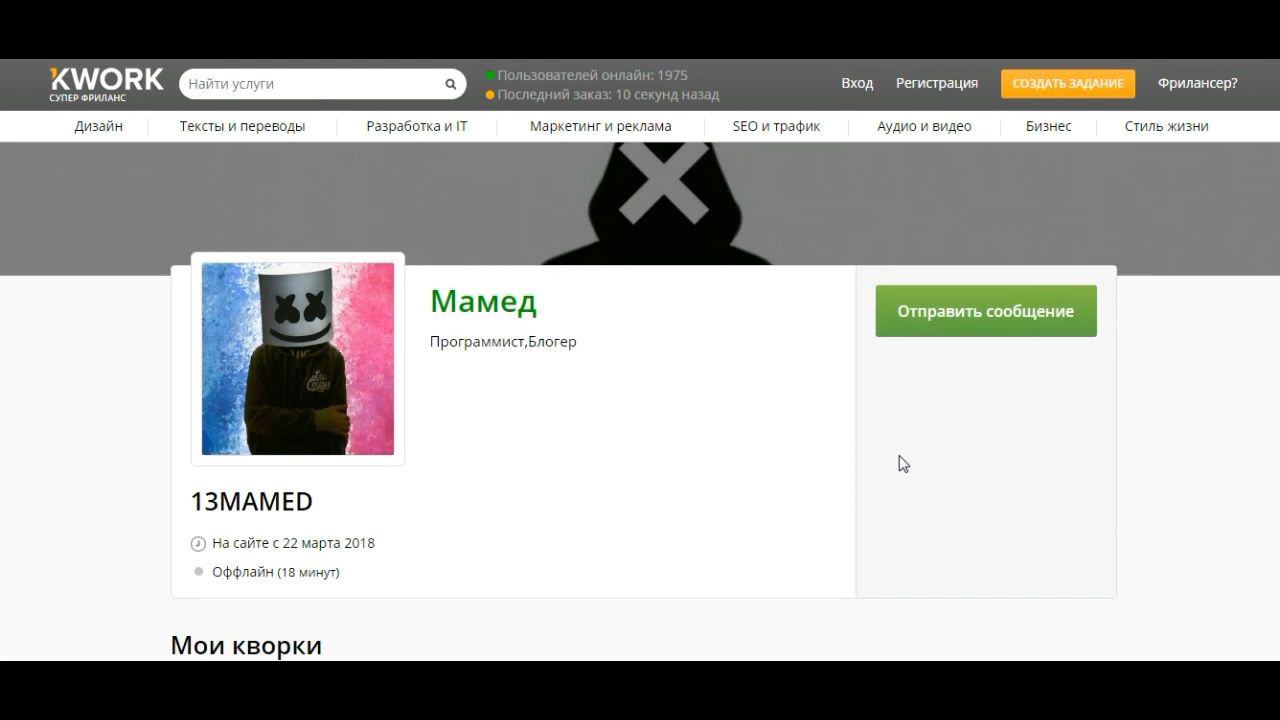 KWORK
СУПЕР ФРИЛАНС
Найти услуги
Пользователей онлайн: 1975
Последний заказ: 10 секунд назад
Вход
Регистрация
СОЗДАТЬ ЗАДАНИЕ
Фрилансер?
Дизайн
Тексты и переводы
Разработка и IT
Маркетинг и реклама
SEO и трафик
Аудио и видео
Бизнес
Стиль жизни
Мамед
Программист,Блогер
Отправить сообщение
13MAMED
На сайте с 22 марта 2018
Оффлайн (18 минут)
Мои кворки